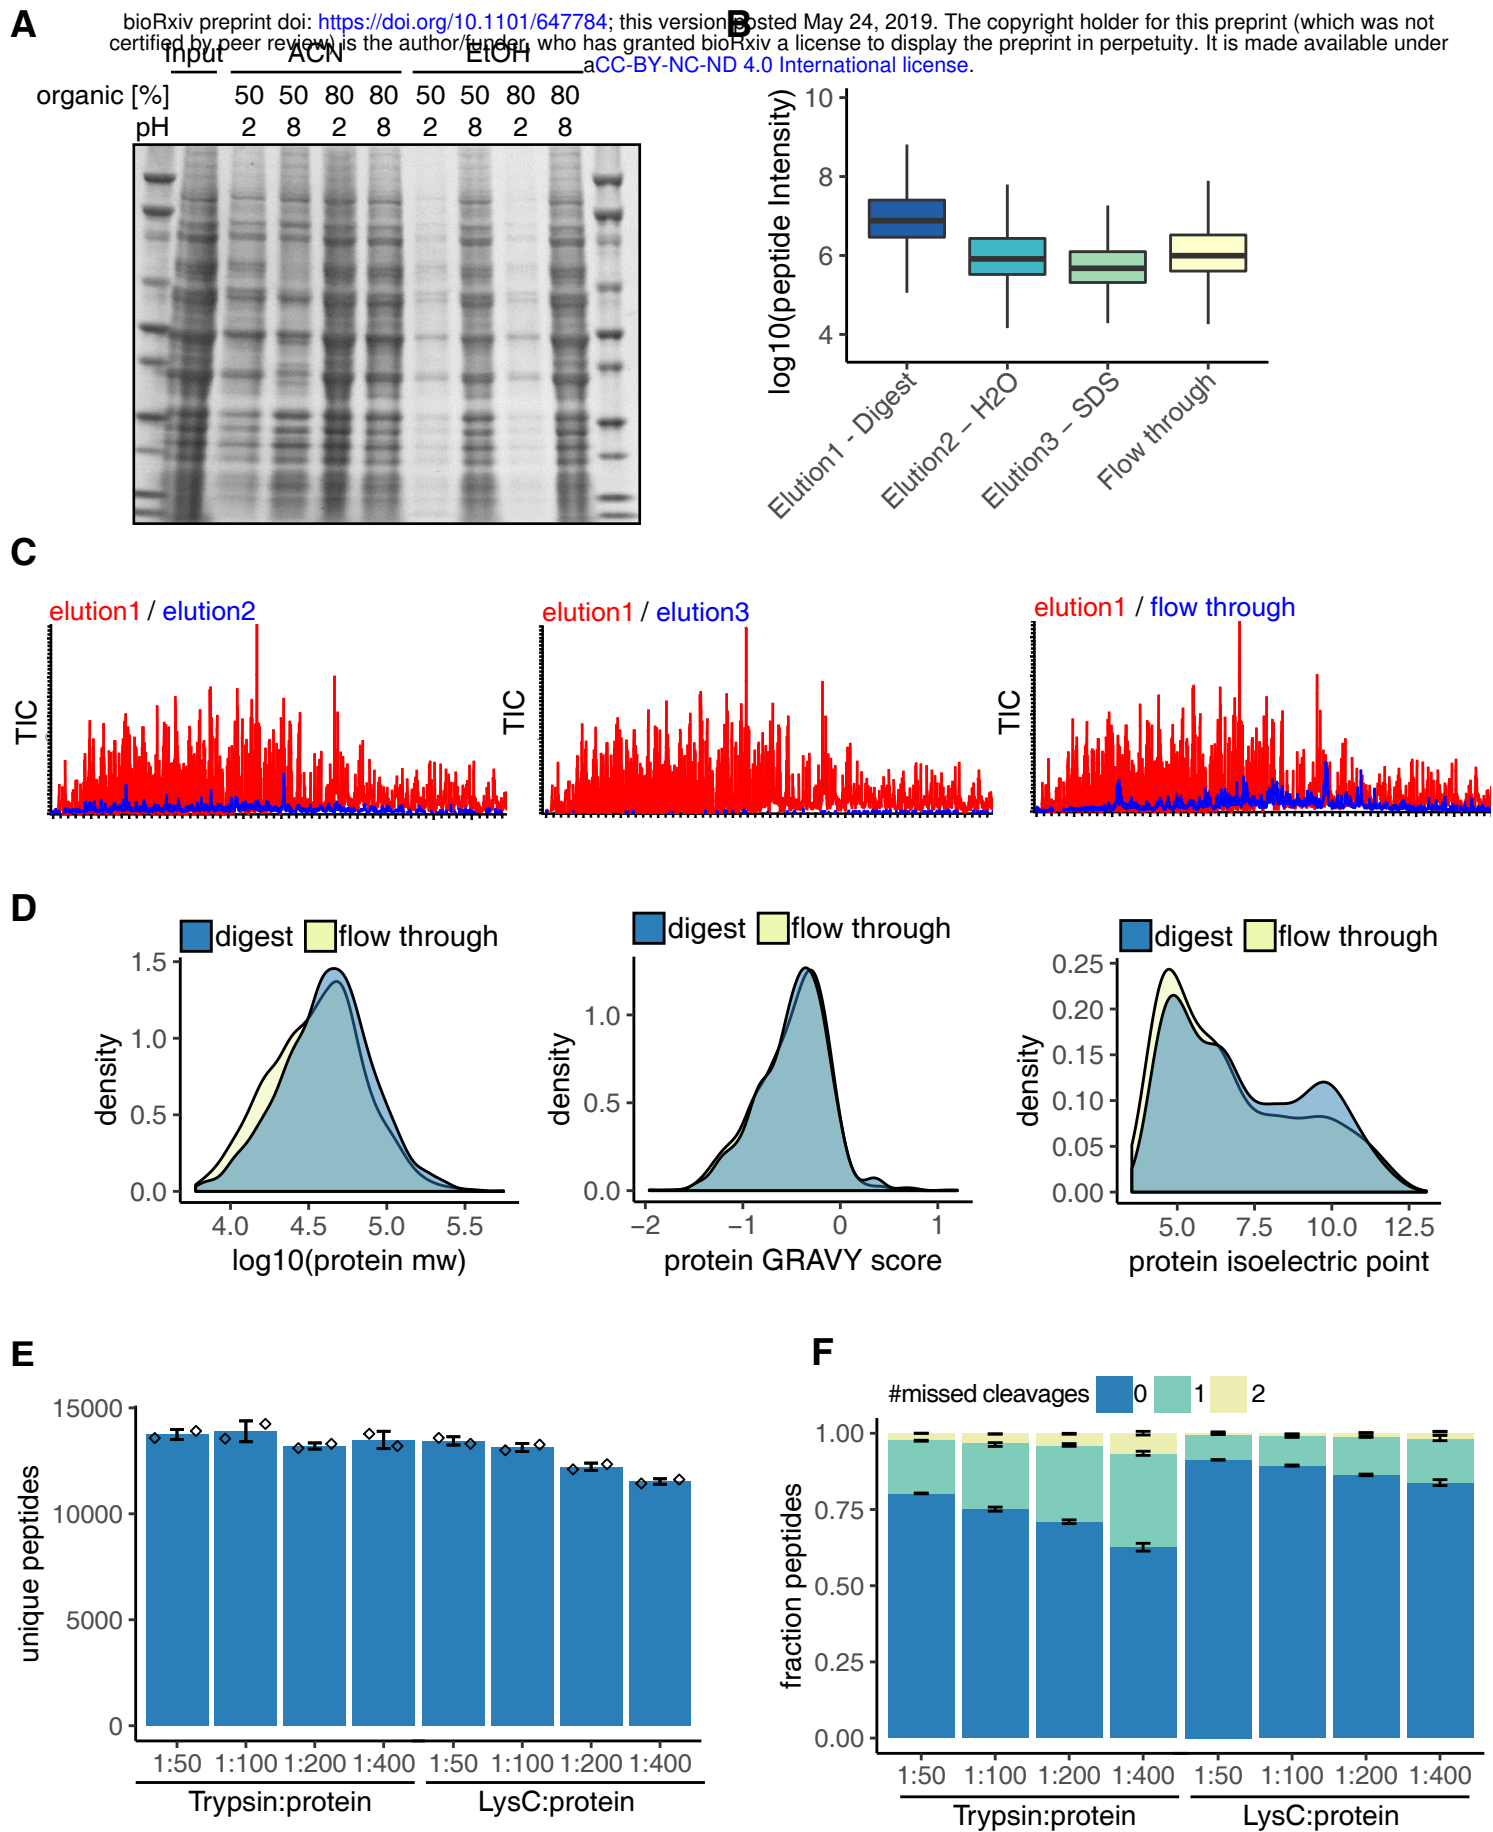 A
B
bioRxiv preprint doi: https://doi.org/10.1101/647784; this version posted May 24, 2019. The copyright holder for this preprint (which was not
certified by peer review) is the author/funder, who has granted bioRxiv a license to display the preprint in perpetuity. It is made available under
aCC-BY-NC-ND 4.0 International license.
Input ACN EtOH
organic [%] 50 50 80 80 50 50 80 80
pH 2 8 2 8 2 8 2 8
log10(peptide Intensity)
10
8
6
4
Elution1 - Digest
Elution2 – H2O
Elution3 – SDS
Flow through
C
elution1 / elution2
TIC
elution1 / elution3
TIC
elution1 / flow through
TIC
D
digest flow through
density
1.5
1.0
0.5
0.0
4.0 4.5 5.0 5.5
log10(protein mw)
digest flow through
density
1.0
0.5
0.0
−2 −1 0 1
protein GRAVY score
digest flow through
density
0.25
0.20
0.15
0.10
0.05
0.00
5.0 7.5 10.0 12.5
protein isoelectric point
E
unique peptides
15000
10000
5000
0
1:50 1:100 1:200 1:400 1:50 1:100 1:200 1:400
Trypsin:protein LysC:protein
F
#missed cleavages 0 1 2
fraction peptides
1.00
0.75
0.50
0.25
0.00
1:50 1:100 1:200 1:400 1:50 1:100 1:200 1:400
Trypsin:protein LysC:protein